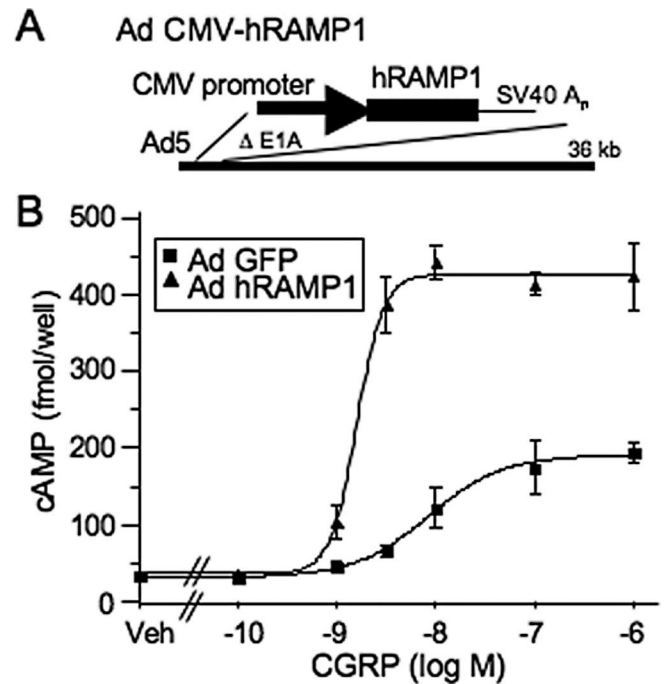 A
Ad CMV-hRAMP1
CMV promoter
hRAMP1
SV40 An
Ad5
Δ E1A
36 kb
B
500
400
300
200
100
0
cAMP (fmol/well)
Ad GFP
Ad hRAMP1
Veh -10 -9 -8 -7 -6
CGRP (log M)